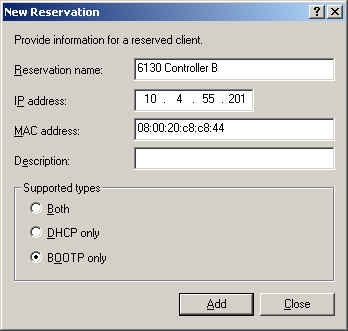 New Reservation
Provide information for a reserved client.
Reservation name: 6130 Controller B
IP address: 10 . 4 . 55 . 201
MAC address: 08:00:20:c8:c8:44
Description:
Supported types
Both
DHCP only
BOOTP only
Add Close